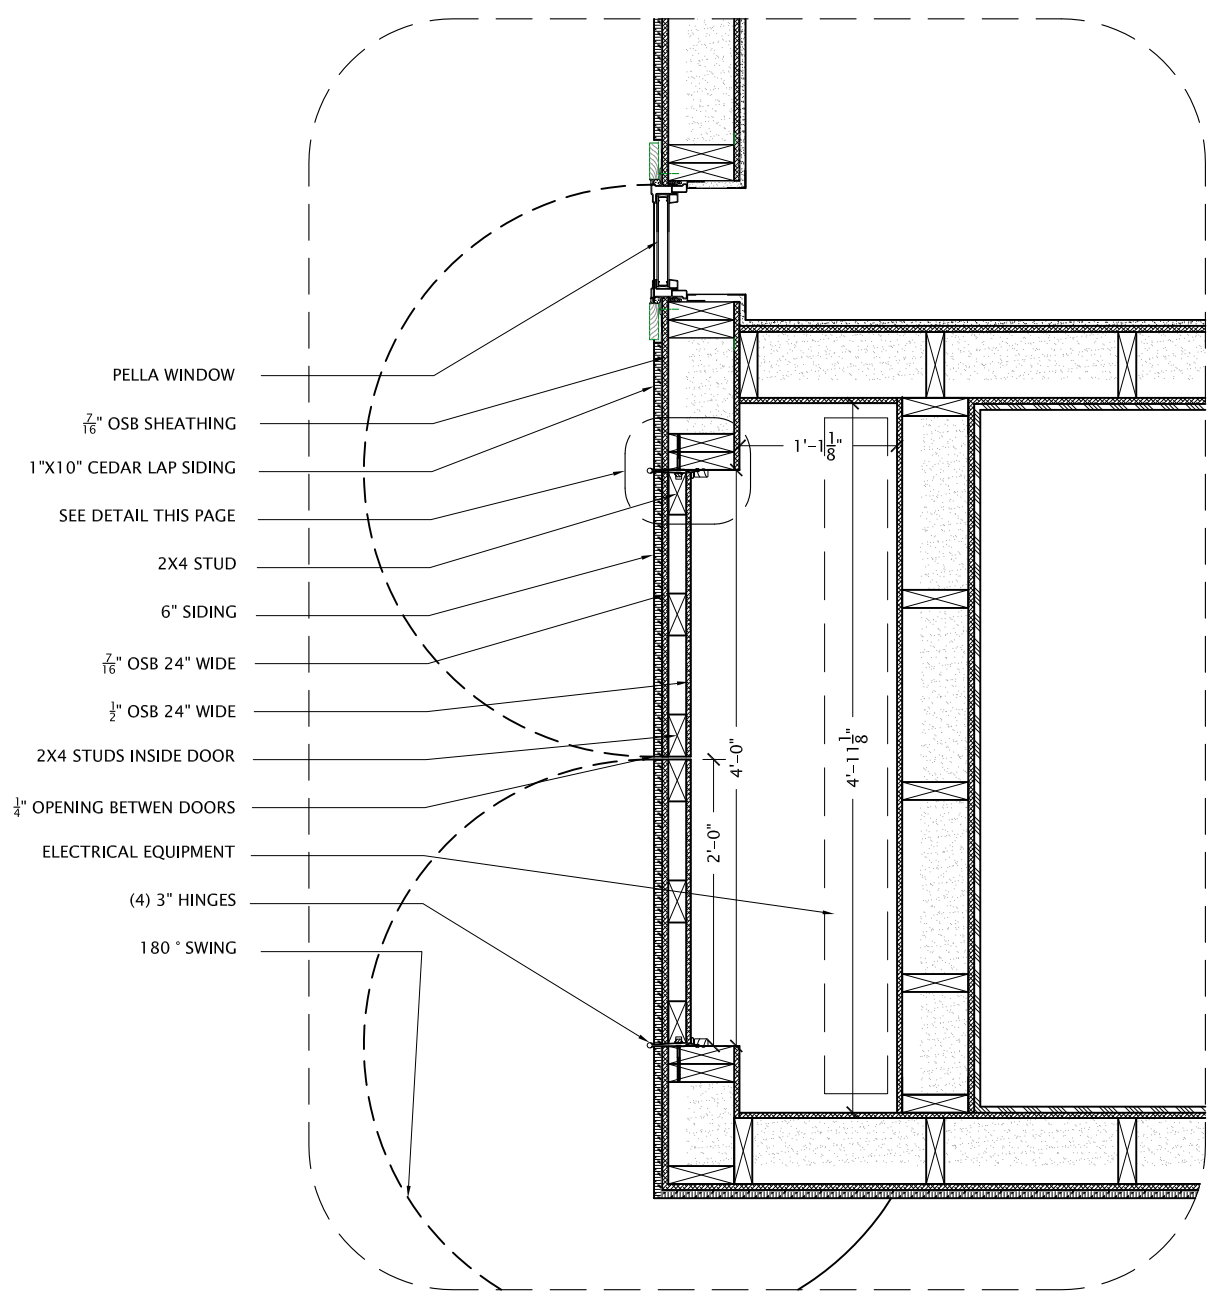 PELLA WINDOW
7/16" OSB SHEATHING
1"X10" CEDAR LAP SIDING
SEE DETAIL THIS PAGE
2X4 STUD
6" SIDING
7/16" OSB 24" WIDE
1/2" OSB 24" WIDE
2X4 STUDS INSIDE DOOR
1/4" OPENING BETWEN DOORS
ELECTRICAL EQUIPMENT
(4) 3" HINGES
180 ° SWING
1'-1 1/8"
4'-0"
2'-0"
4'-11 1/8"